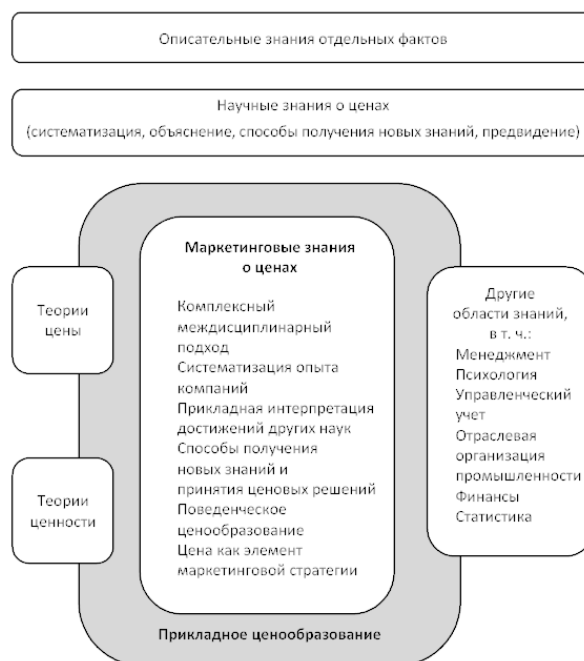 Описательные знания отдельных фактов
Научные знания о ценах
(систематизация, объяснение, способы получения новых знаний, предвидение)
Маркетинговые знания
о ценах
Комплексный
междисциплинарный
подход
Систематизация опыта
компаний
Прикладная интерпретация
достижений других наук
Способы получения
новых знаний и
принятия ценовых решений
Поведенческое
ценообразование
Цена как элемент
маркетинговой стратегии
Теории
цены
Теории
ценности
Другие
области знаний,
в т. ч.:
Менеджмент
Психология
Управленческий
учет
Отраслевая
организация
промышленности
Финансы
Статистика
Прикладное ценообразование